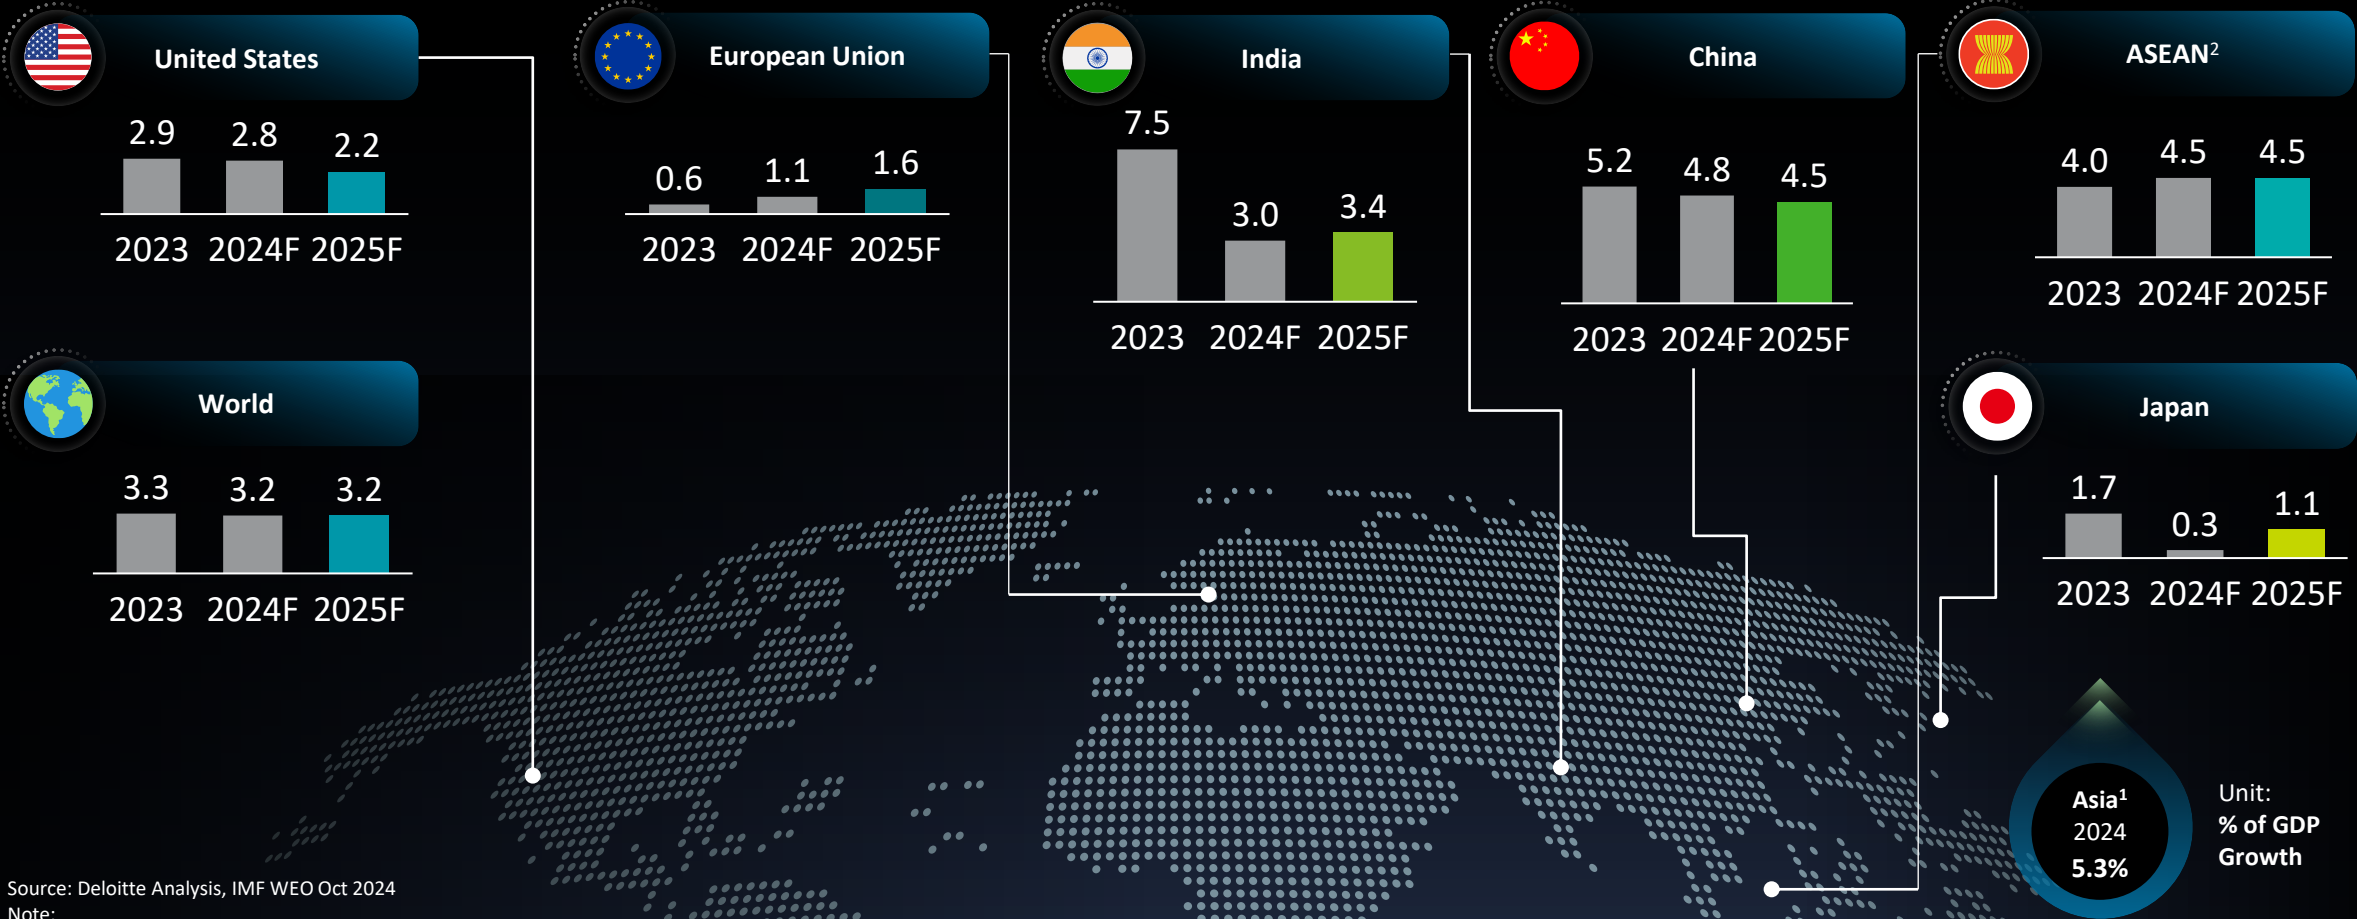 United States
2.9 2.8 2.2
2023 2024F 2025F
European Union
0.6 1.1 1.6
2023 2024F 2025F
India
7.5 3.0 3.4
2023 2024F 2025F
China
5.2 4.8 4.5
2023 2024F 2025F
ASEAN²
4.0 4.5 4.5
2023 2024F 2025F
World
3.3 3.2 3.2
2023 2024F 2025F
Japan
1.7 0.3 1.1
2023 2024F 2025F
Asia¹
2024
5.3%
Unit:
% of GDP
Growth
Source: Deloitte Analysis, IMF WEO Oct 2024
Note: